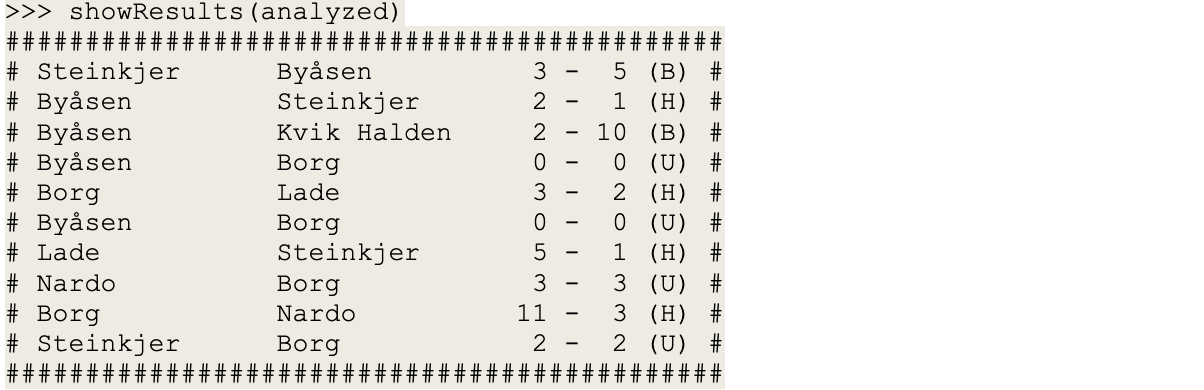 >>> showResults(analyzed)
#############################################
# Steinkjer      Byåsen          3 -  5 (B) #
# Byåsen         Steinkjer       2 -  1 (H) #
# Byåsen         Kvik Halden     2 - 10 (B) #
# Byåsen         Borg            0 -  0 (U) #
# Borg           Lade            3 -  2 (H) #
# Byåsen         Borg            0 -  0 (U) #
# Lade           Steinkjer       5 -  1 (H) #
# Nardo          Borg            3 -  3 (U) #
# Borg           Nardo          11 -  3 (H) #
# Steinkjer      Borg            2 -  2 (U) #
#############################################